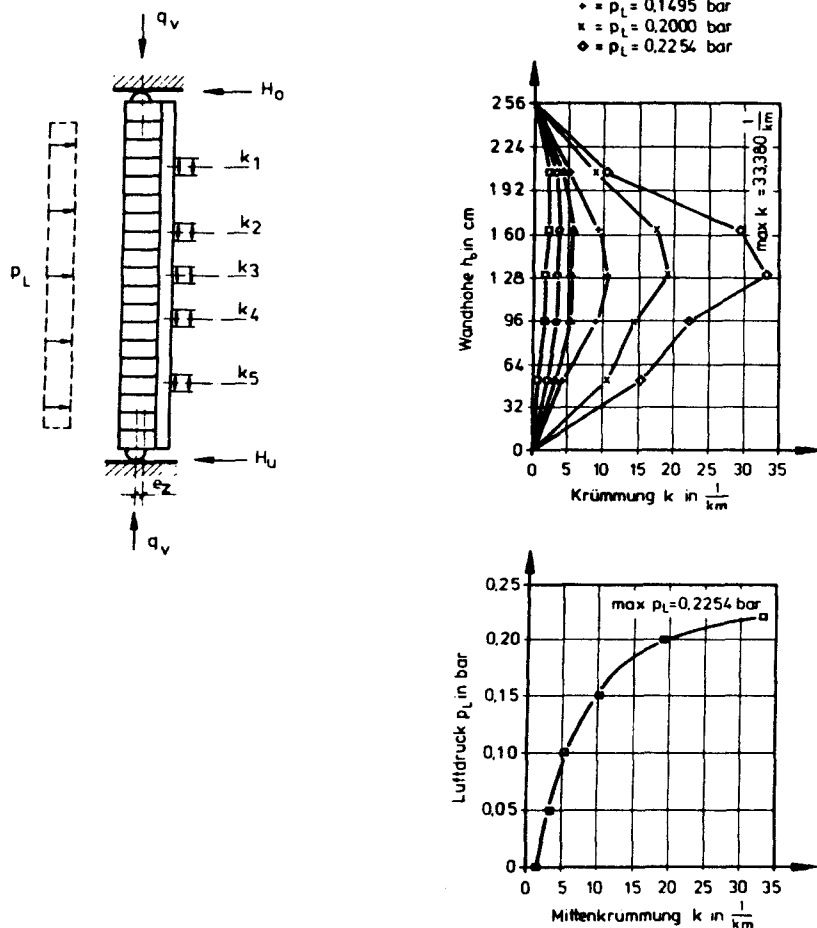 q_v
H_o
k_1
k_2
p_L
k_3
k_4
k_5
H_u
e_z
q_v
+ = p_L = 0,1495 bar
x = p_L = 0,2000 bar
◇ = p_L = 0,2254 bar
Wandhöhe h_b in cm
256
224
192
160
128
96
64
32
0
max k = 33,380 1/km
0 5 10 15 20 25 30 35
Krümmung k in 1/km
Luftdruck p_L in bar
0,25
0,20
0,15
0,10
0,05
0
max p_L=0,2254 bar
0 5 10 15 20 25 30 35
Mittenkrümmung k in 1/km